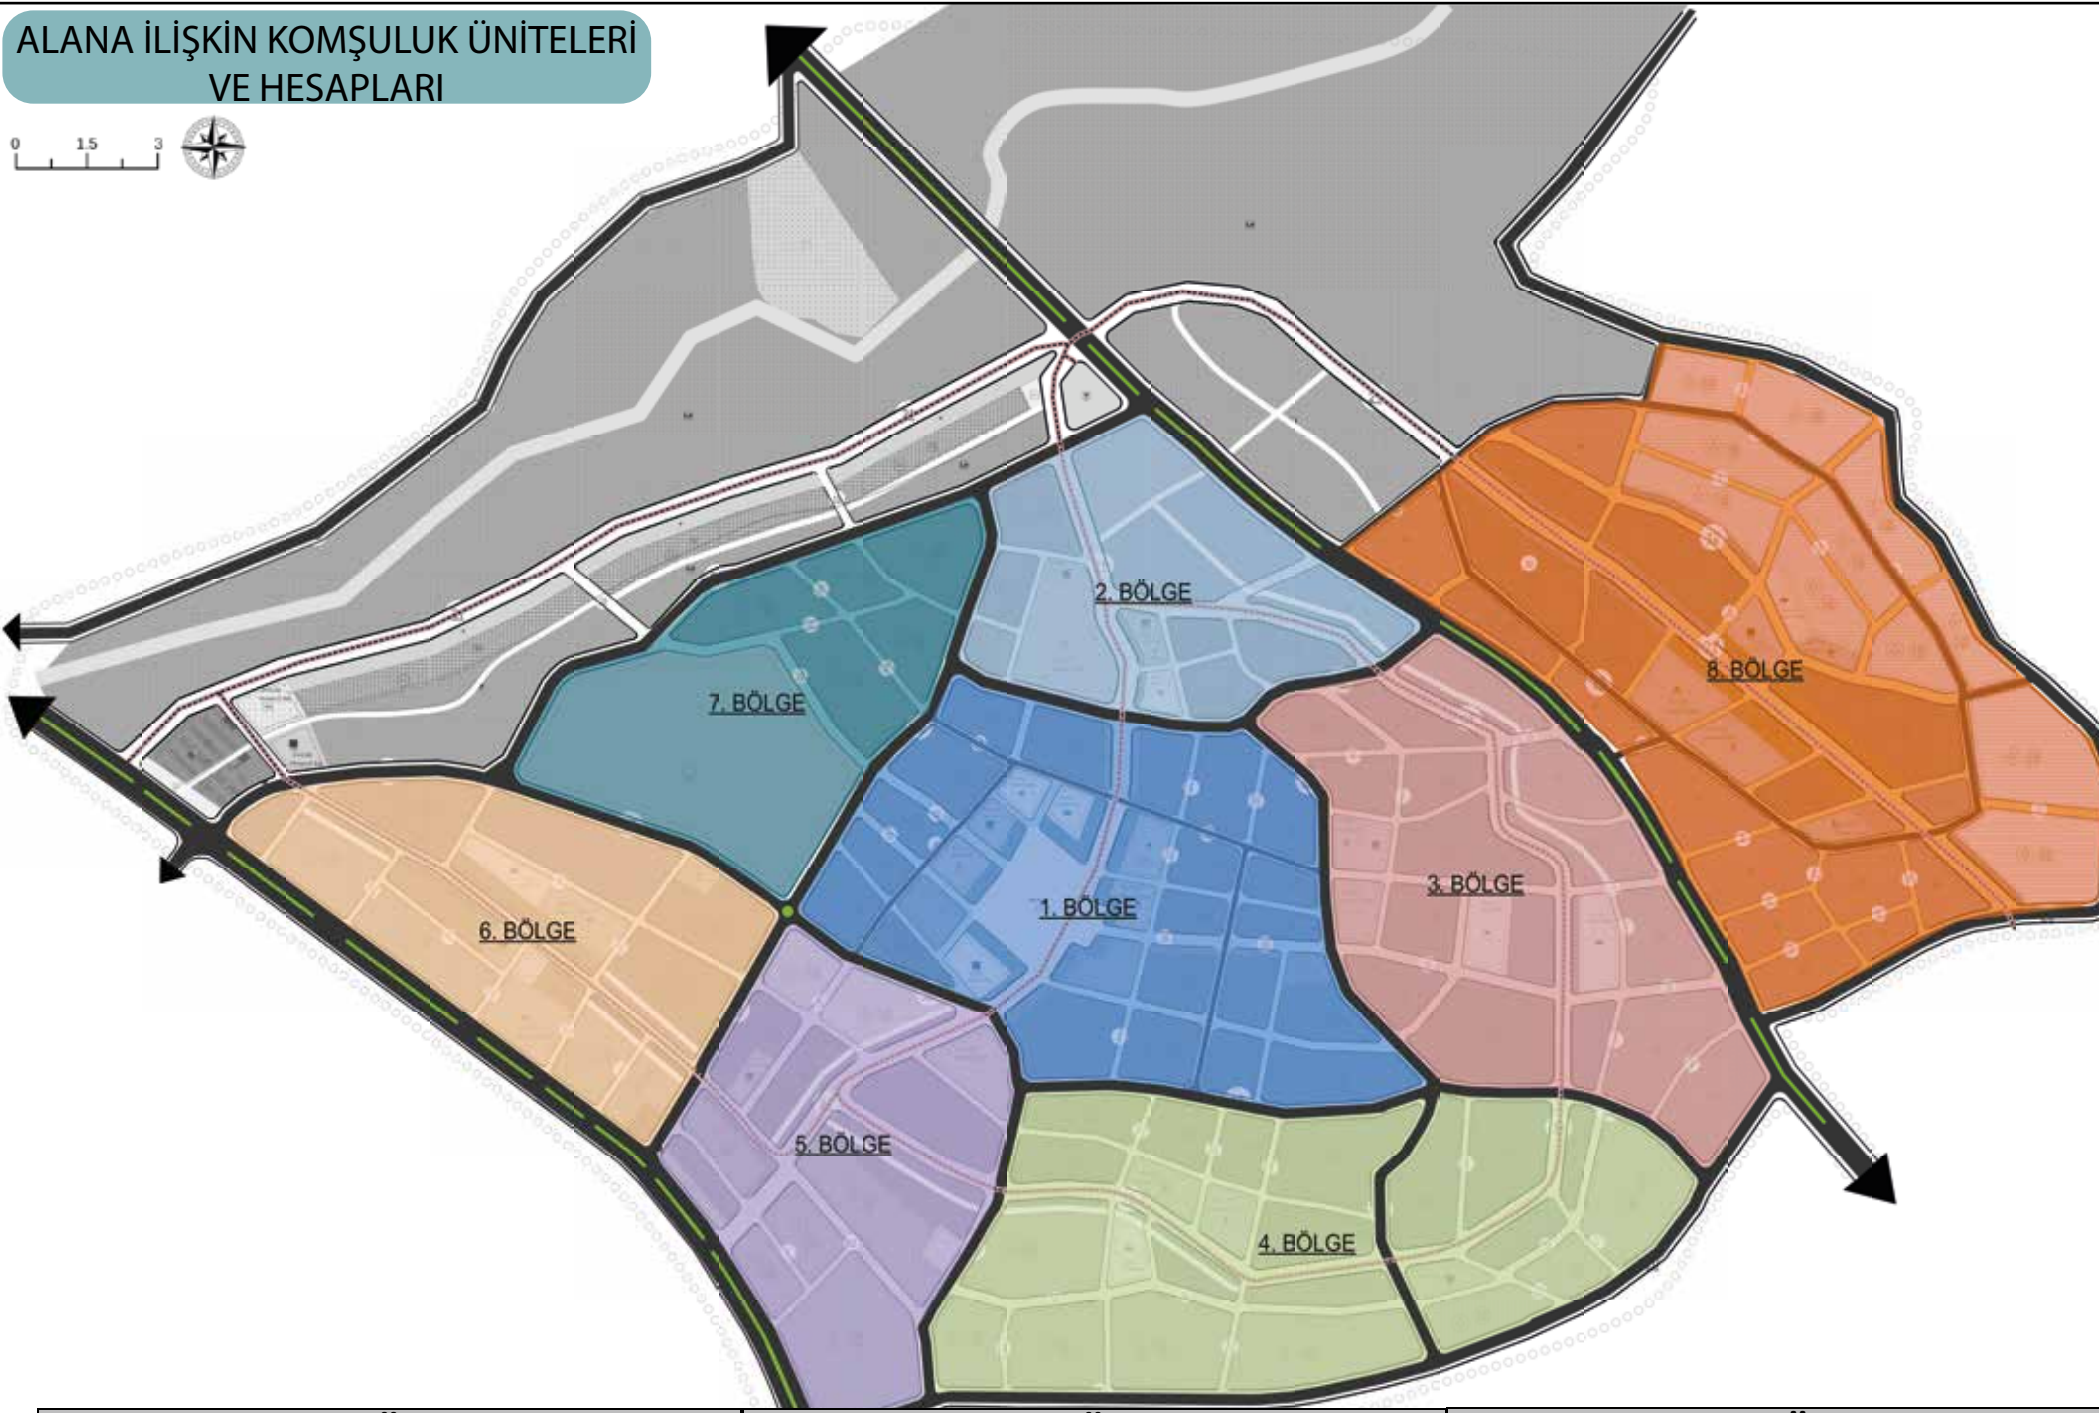 ALANA İLİŞKİN KOMŞULUK ÜNİTELERİ
VE HESAPLARI
0 1.5 3
2. BÖLGE
8. BÖLGE
7. BÖLGE
3. BÖLGE
1. BÖLGE
6. BÖLGE
5. BÖLGE
4. BÖLGE